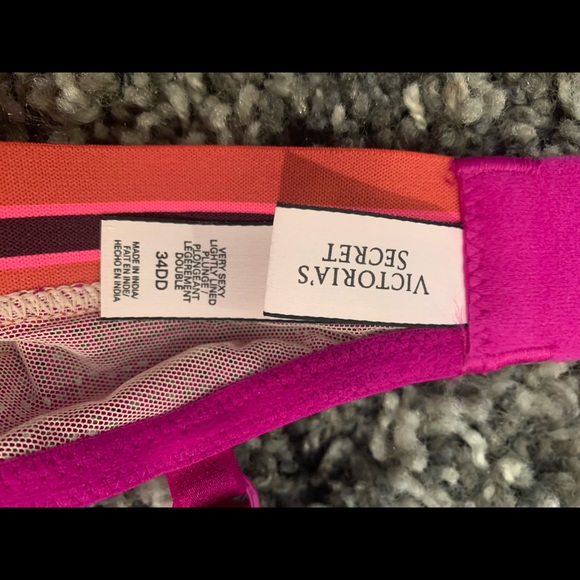 VICTORIA'S
SECRET
VERY SEXY
LIGHTLY LINED
PLUNGE /
PLONGEANT
LÉGÈREMENT
DOUBLÉ
34DD
MADE IN INDIA/
FAIT EN INDE/
HECHO EN INDIA